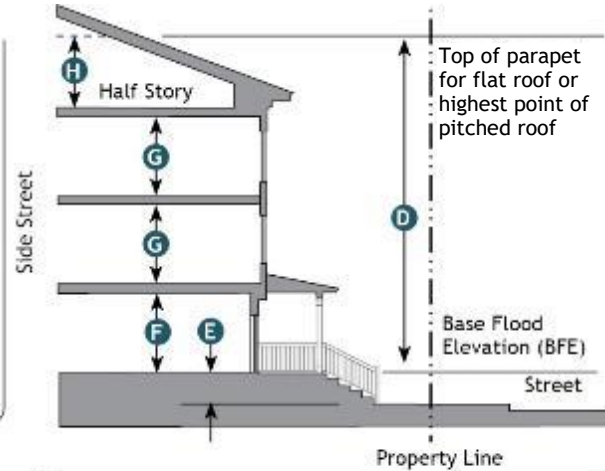 Side Street
H
Half Story
G
G
F
E
D
Top of parapet
for flat roof or
highest point of
pitched roof
Base Flood
Elevation (BFE)
Street
Property Line